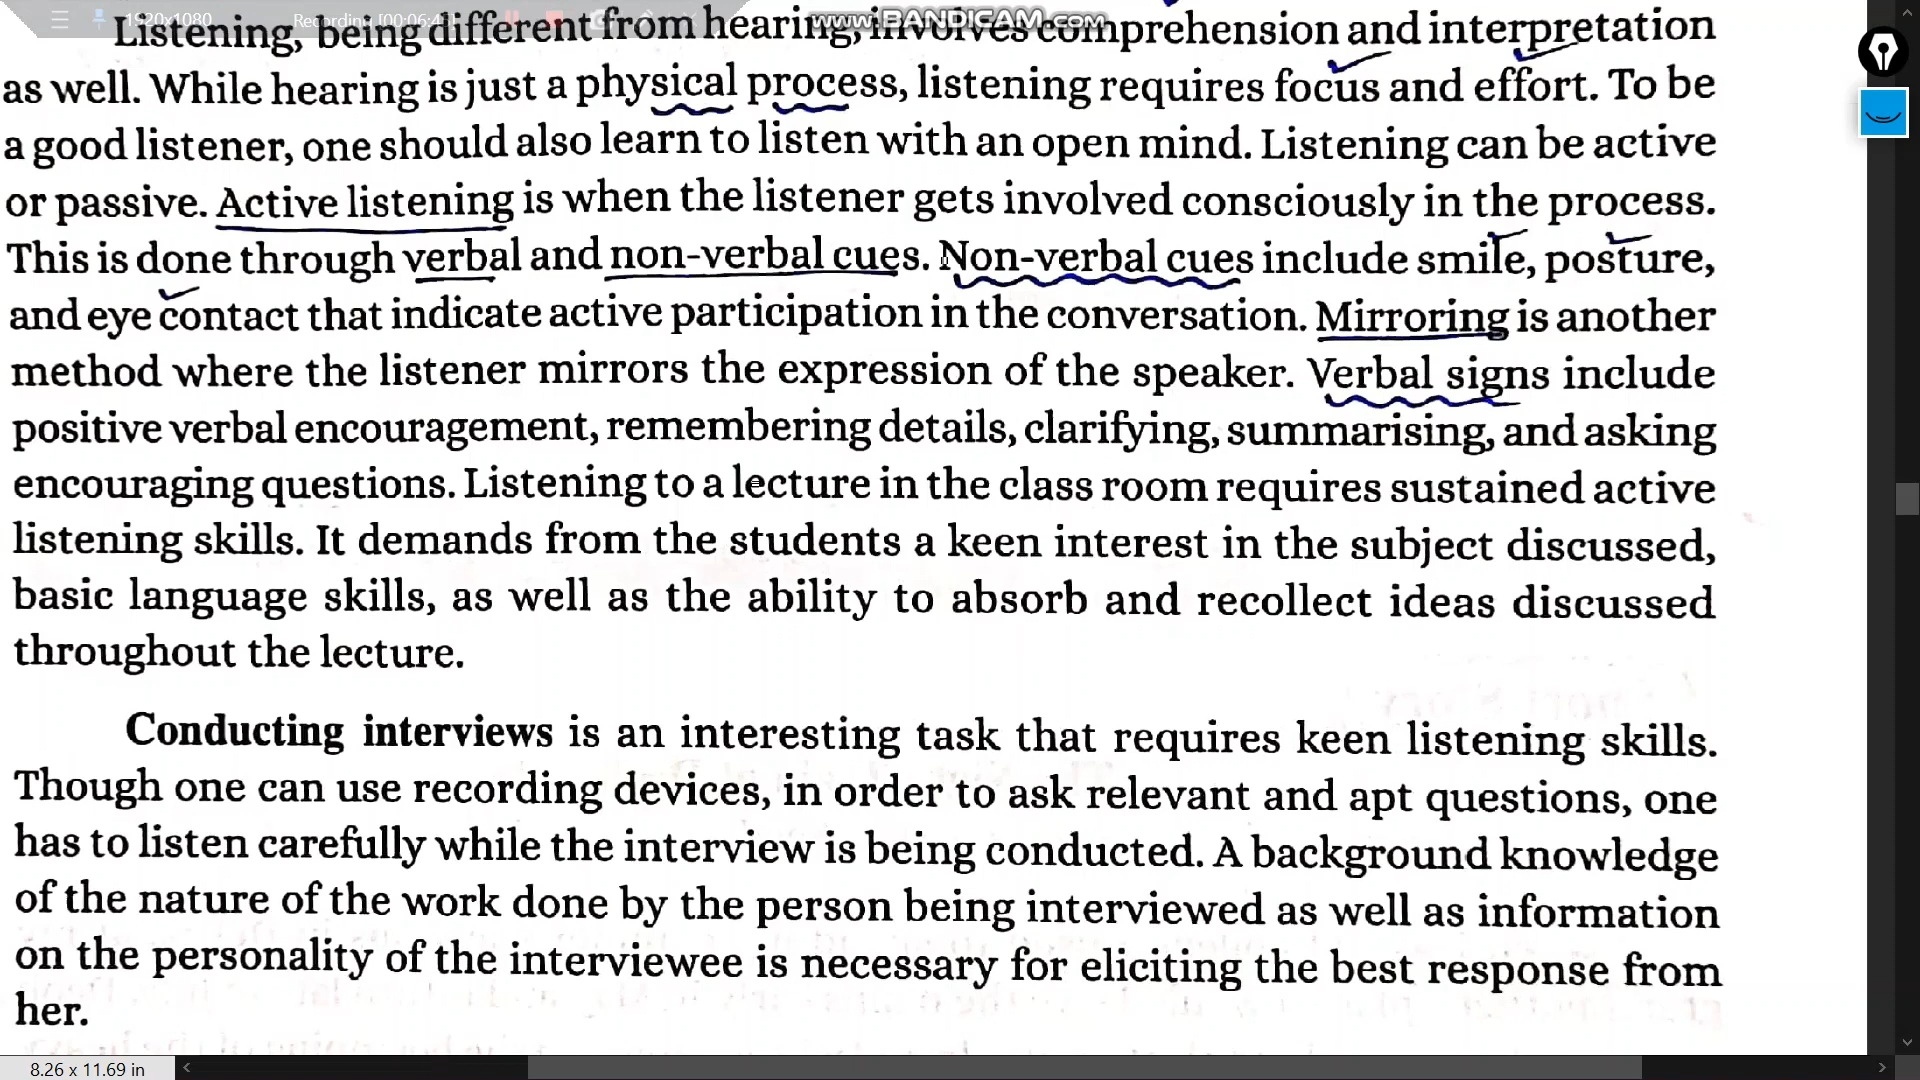 1920x1080 Recording [00:06:4 www.BANDICAM.com
Listening, being different from hearing, involves comprehension and interpretation
as well. While hearing is just a physical process, listening requires focus and effort. To be
a good listener, one should also learn to listen with an open mind. Listening can be active
or passive. Active listening is when the listener gets involved consciously in the process.
This is done through verbal and non-verbal cues. Non-verbal cues include smile, posture,
and eye contact that indicate active participation in the conversation. Mirroring is another
method where the listener mirrors the expression of the speaker. Verbal signs include
positive verbal encouragement, remembering details, clarifying, summarising, and asking
encouraging questions. Listening to a lecture in the class room requires sustained active
listening skills. It demands from the students a keen interest in the subject discussed,
basic language skills, as well as the ability to absorb and recollect ideas discussed
throughout the lecture.
Conducting interviews is an interesting task that requires keen listening skills.
Though one can use recording devices, in order to ask relevant and apt questions, one
has to listen carefully while the interview is being conducted. A background knowledge
of the nature of the work done by the person being interviewed as well as information
on the personality of the interviewee is necessary for eliciting the best response from
her.
8.26 x 11.69 in